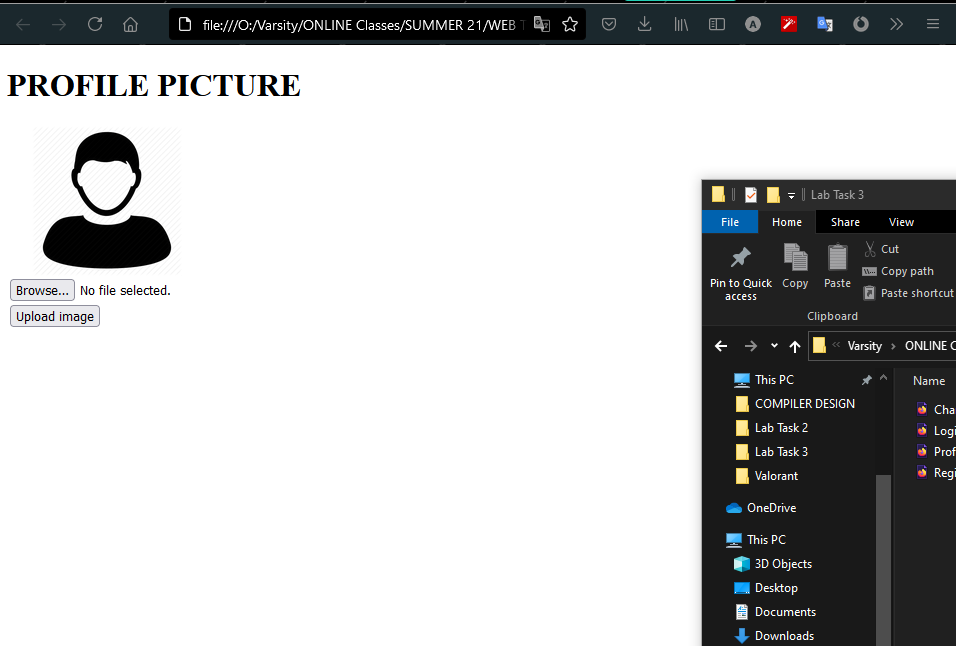 file:///O:/Varsity/ONLINE Classes/SUMMER 21/WEB T
PROFILE PICTURE
Browse... No file selected.
Upload image
Lab Task 3
File Home Share View
Pin to Quick access
Copy
Paste
Cut
Copy path
Paste shortcut
Clipboard
Varsity ONLINE C
This PC
COMPILER DESIGN
Lab Task 2
Lab Task 3
Valorant
OneDrive
This PC
3D Objects
Desktop
Documents
Downloads
Name
Cha
Logi
Prof
Regi